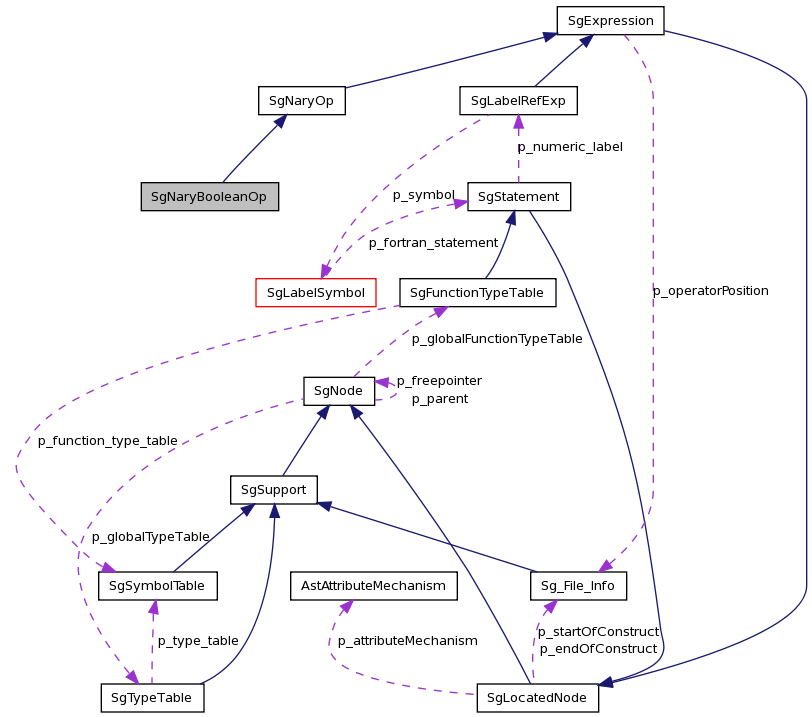 SgExpression
SgNaryOp
SgLabelRefExp
p_numeric_label
SgNaryBooleanOp
p_symbol
SgStatement
p_fortran_statement
SgLabelSymbol
SgFunctionTypeTable
p_operatorPosition
p_globalFunctionTypeTable
SgNode
p_freepointer
p_parent
p_function_type_table
SgSupport
p_globalTypeTable
SgSymbolTable
AstAttributeMechanism
Sg_File_Info
p_type_table
p_attributeMechanism
p_startOfConstruct
p_endOfConstruct
SgTypeTable
SgLocatedNode